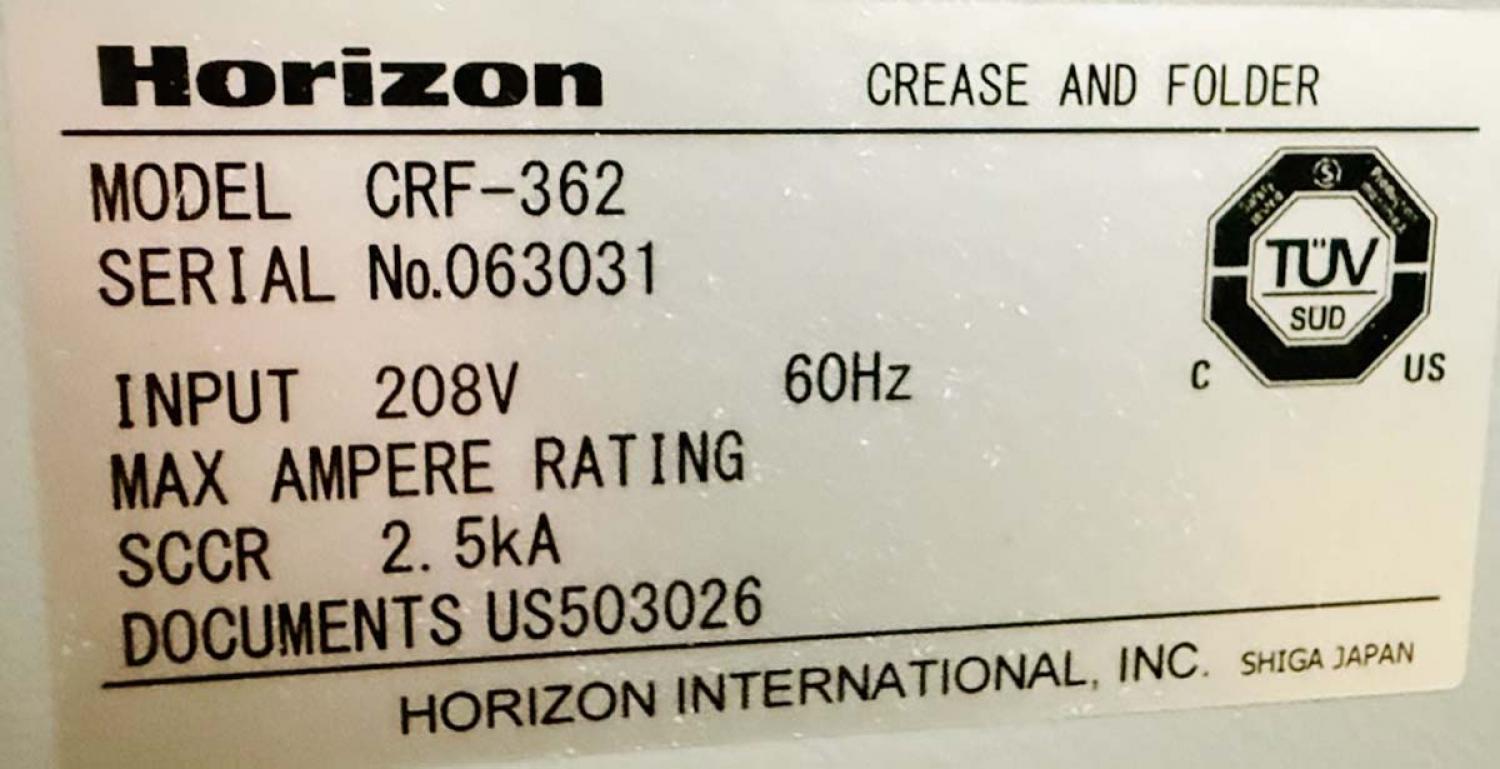 Horizon CREASE AND FOLDER
MODEL CRF-362
SERIAL No.063031
TÜV
SUD
C US
INPUT 208V 60Hz
MAX AMPERE RATING
SCCR 2.5kA
DOCUMENTS US503026
HORIZON INTERNATIONAL, INC. SHIGA JAPAN